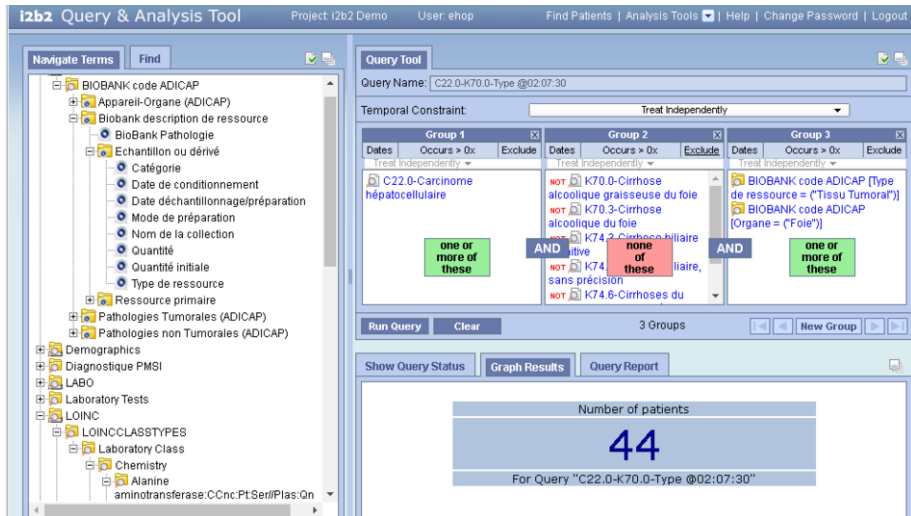 i2b2 Query & Analysis Tool
Project: i2b2 Demo
User: ehop
Find Patients | Analysis Tools | Help | Change Password | Logout
Navigate Terms
Find
BIOBANK code ADICAP
Appareil-Organe (ADICAP)
Biobank description de ressource
BioBank Pathologie
Echantillon ou dérivé
Catégorie
Date de conditionnement
Date déchantillonnage/préparation
Mode de préparation
Nom de la collection
Quantité
Quantité initiale
Type de ressource
Ressource primaire
Pathologies Tumorales (ADICAP)
Pathologies non Tumorales (ADICAP)
Demographics
Diagnostique PMSI
LABO
Laboratory Tests
LOINC
LOINCCLASSTYPES
Laboratory Class
Chemistry
Alanine
aminotransferase:CCnc:Pt:Ser//Plas:Qn
Query Tool
Query Name: C22.0-K70.0-Type @02:07:30
Temporal Constraint: Treat Independently
Group 1
Dates Occurs > 0x Exclude
Treat Independently
C22.0-Carcinome
hépatocellulaire
one or
more of
these
AND
Group 2
Dates Occurs > 0x Exclude
Treat Independently
NOT K70.0-Cirrhose
alcoolique graisseuse du foie
NOT K70.3-Cirrhose
alcoolique du foie
NOT K74.3-Cirrhose biliaire
NOT K74. liaire,
sans précision
NOT K74.6-Cirrhoses du
none
of
these
AND
Group 3
Dates Occurs > 0x Exclude
Treat Independently
BIOBANK code ADICAP [Type
de ressource = ("Tissu Tumoral")]
BIOBANK code ADICAP
[Organe = ("Foie")]
one or
more of
these
Run Query
Clear
3 Groups
New Group
Show Query Status
Graph Results
Query Report
Number of patients
44
For Query "C22.0-K70.0-Type @02:07:30"